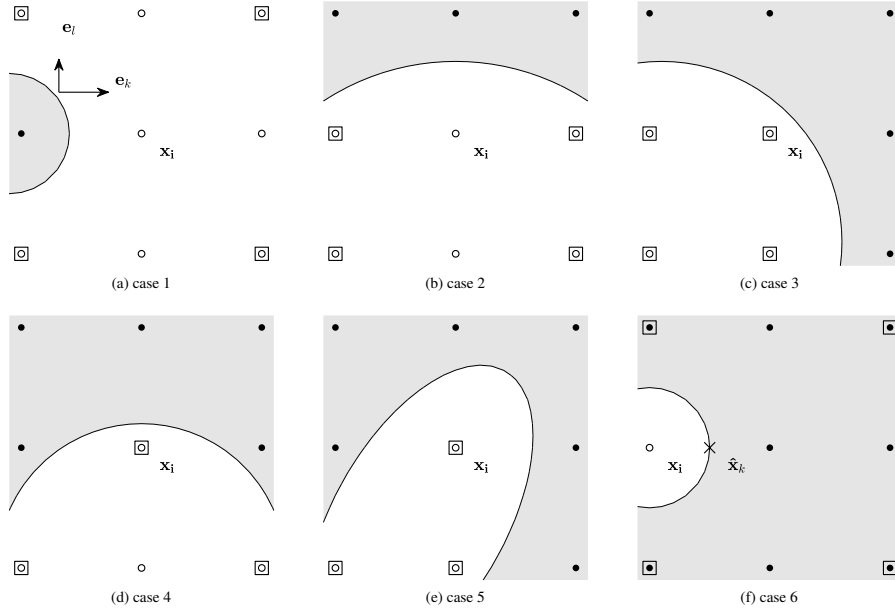 e_l
e_k
x_i
(a) case 1
x_i
(b) case 2
x_i
(c) case 3
x_i
(d) case 4
x_i
(e) case 5
x_i
x̂_k
(f) case 6